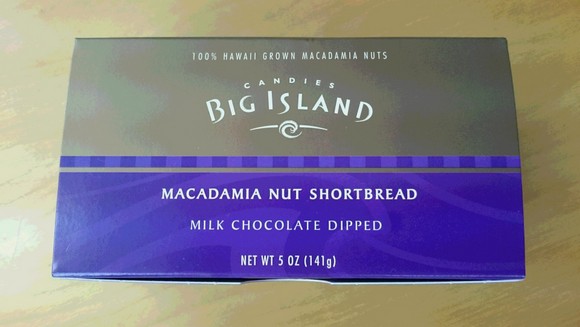 100% HAWAII GROWN MACADAMIA NUTS
CANDIES
BIG ISLAND
MACADAMIA NUT SHORTBREAD
MILK CHOCOLATE DIPPED
NET WT 5 OZ (141g)